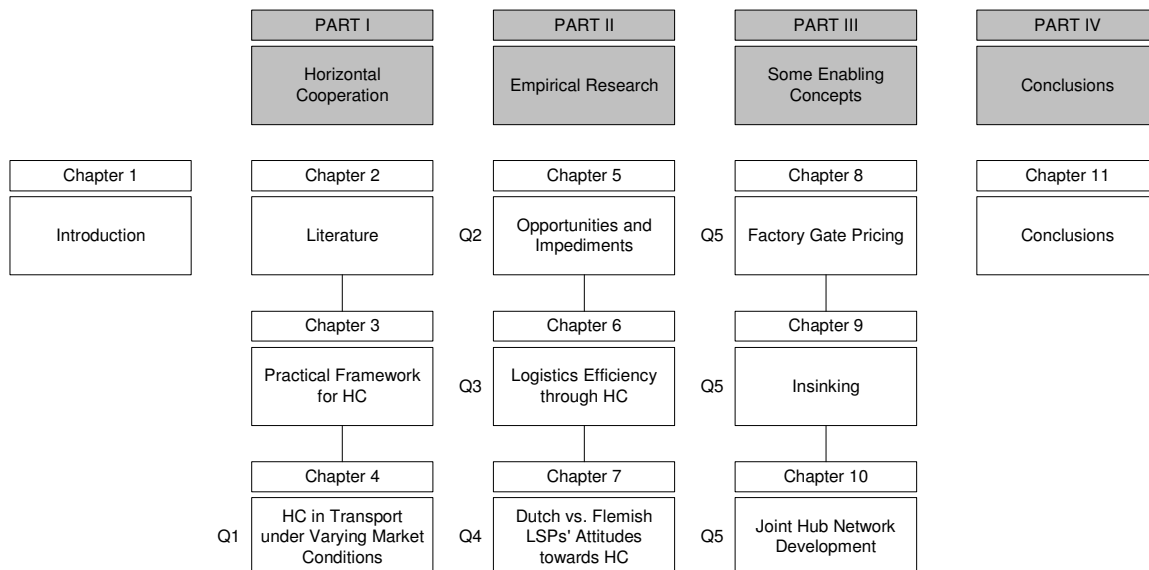 PART I
PART II
PART III
PART IV
Horizontal
Cooperation
Empirical Research
Some Enabling
Concepts
Conclusions
Chapter 1
Introduction
Chapter 2
Literature
Chapter 5
Q2
Opportunities and
Impediments
Chapter 8
Q5
Factory Gate Pricing
Chapter 11
Conclusions
Chapter 3
Practical Framework
for HC
Chapter 6
Q3
Logistics Efficiency
through HC
Chapter 9
Q5
Insinking
Chapter 4
Q1
HC in Transport
under Varying Market
Conditions
Chapter 7
Q4
Dutch vs. Flemish
LSPs' Attitudes
towards HC
Chapter 10
Q5
Joint Hub Network
Development